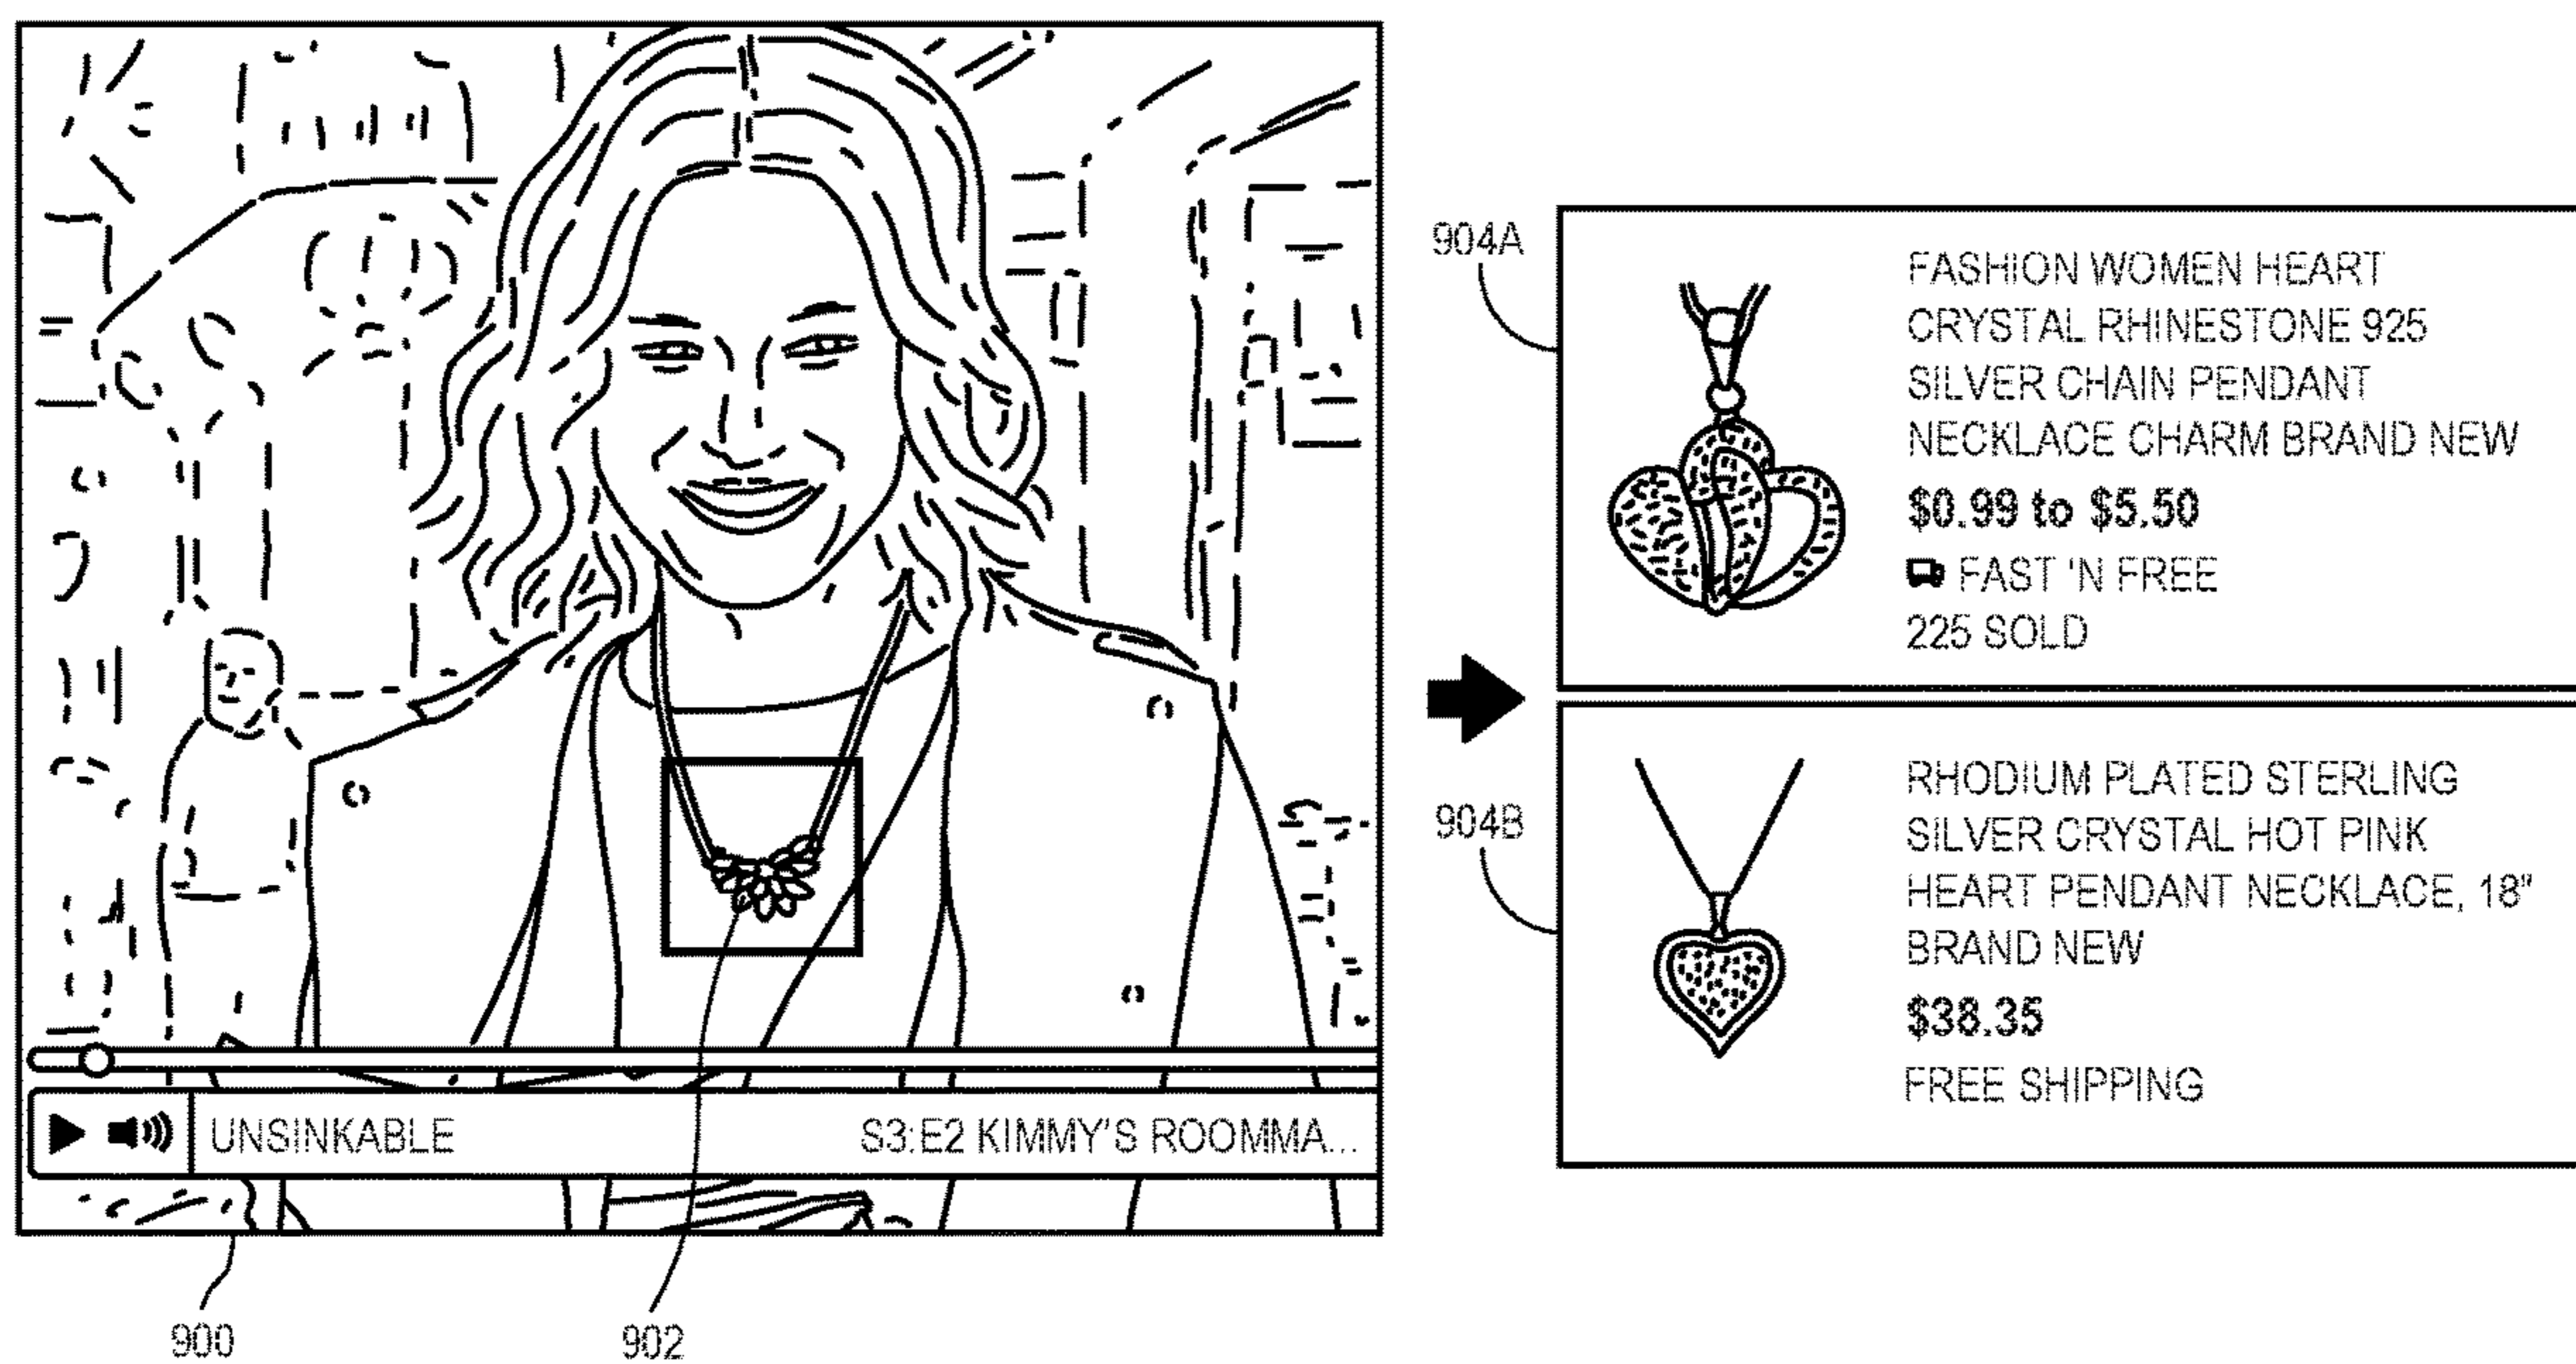 904A
FASHION WOMEN HEART
CRYSTAL RHINESTONE 925
SILVER CHAIN PENDANT
NECKLACE CHARM BRAND NEW
$0.99 to $5.50
FAST 'N FREE
225 SOLD
904B
RHODIUM PLATED STERLING
SILVER CRYSTAL HOT PINK
HEART PENDANT NECKLACE, 18"
BRAND NEW
$38.35
FREE SHIPPING
UNSINKABLE S3:E2 KIMMY'S ROOMMA...
900 902